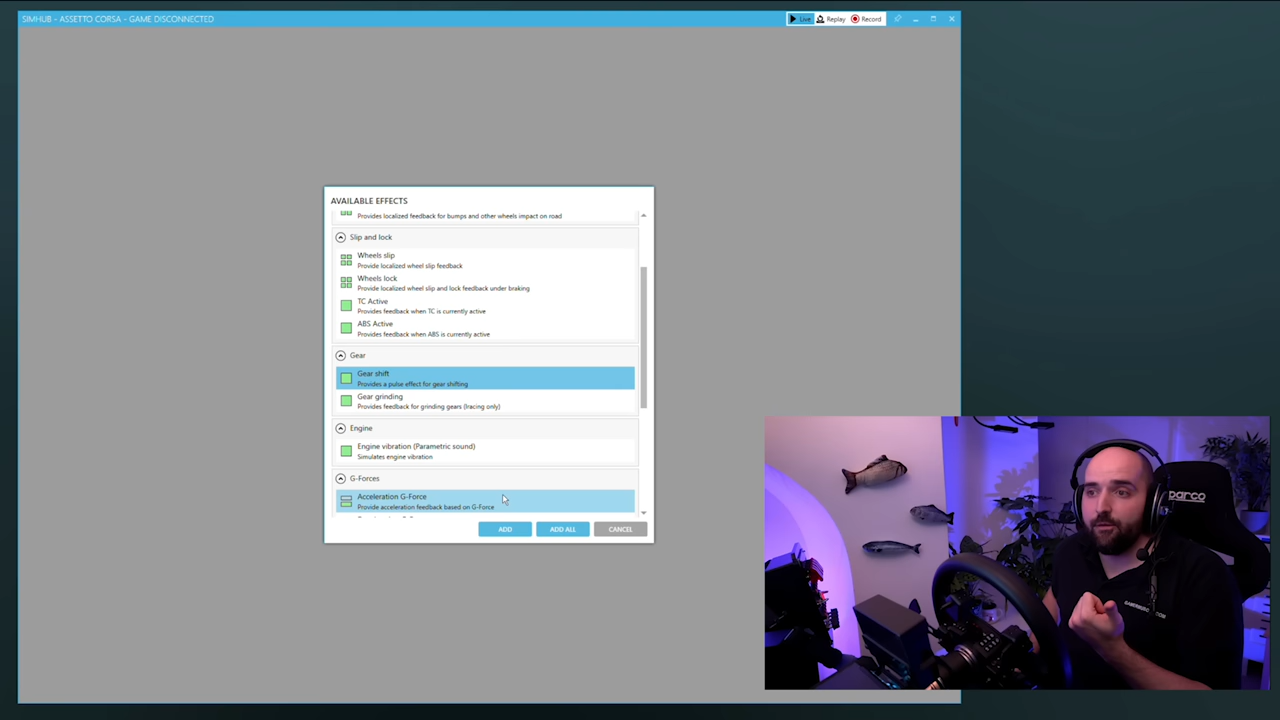 SIMHUB - ASSETTO CORSA - GAME DISCONNECTED
Live
Replay
Record
AVAILABLE EFFECTS
Provides localized feedback for bumps and other wheels impact on road
Slip and lock
Wheels slip
Provide localized wheel slip feedback
Wheels lock
Provide localized wheel slip and lock feedback under braking
TC Active
Provides feedback when TC is currently active
ABS Active
Provides feedback when ABS is currently active
Gear
Gear shift
Provides a pulse effect for gear shifting
Gear grinding
Provides feedback for grinding gears (Iracing only)
Engine
Engine vibration (Parametric sound)
Simulates engine vibration
G-Forces
Acceleration G-Force
Provide acceleration feedback based on G-Force
ADD
ADD ALL
CANCEL
PARCO